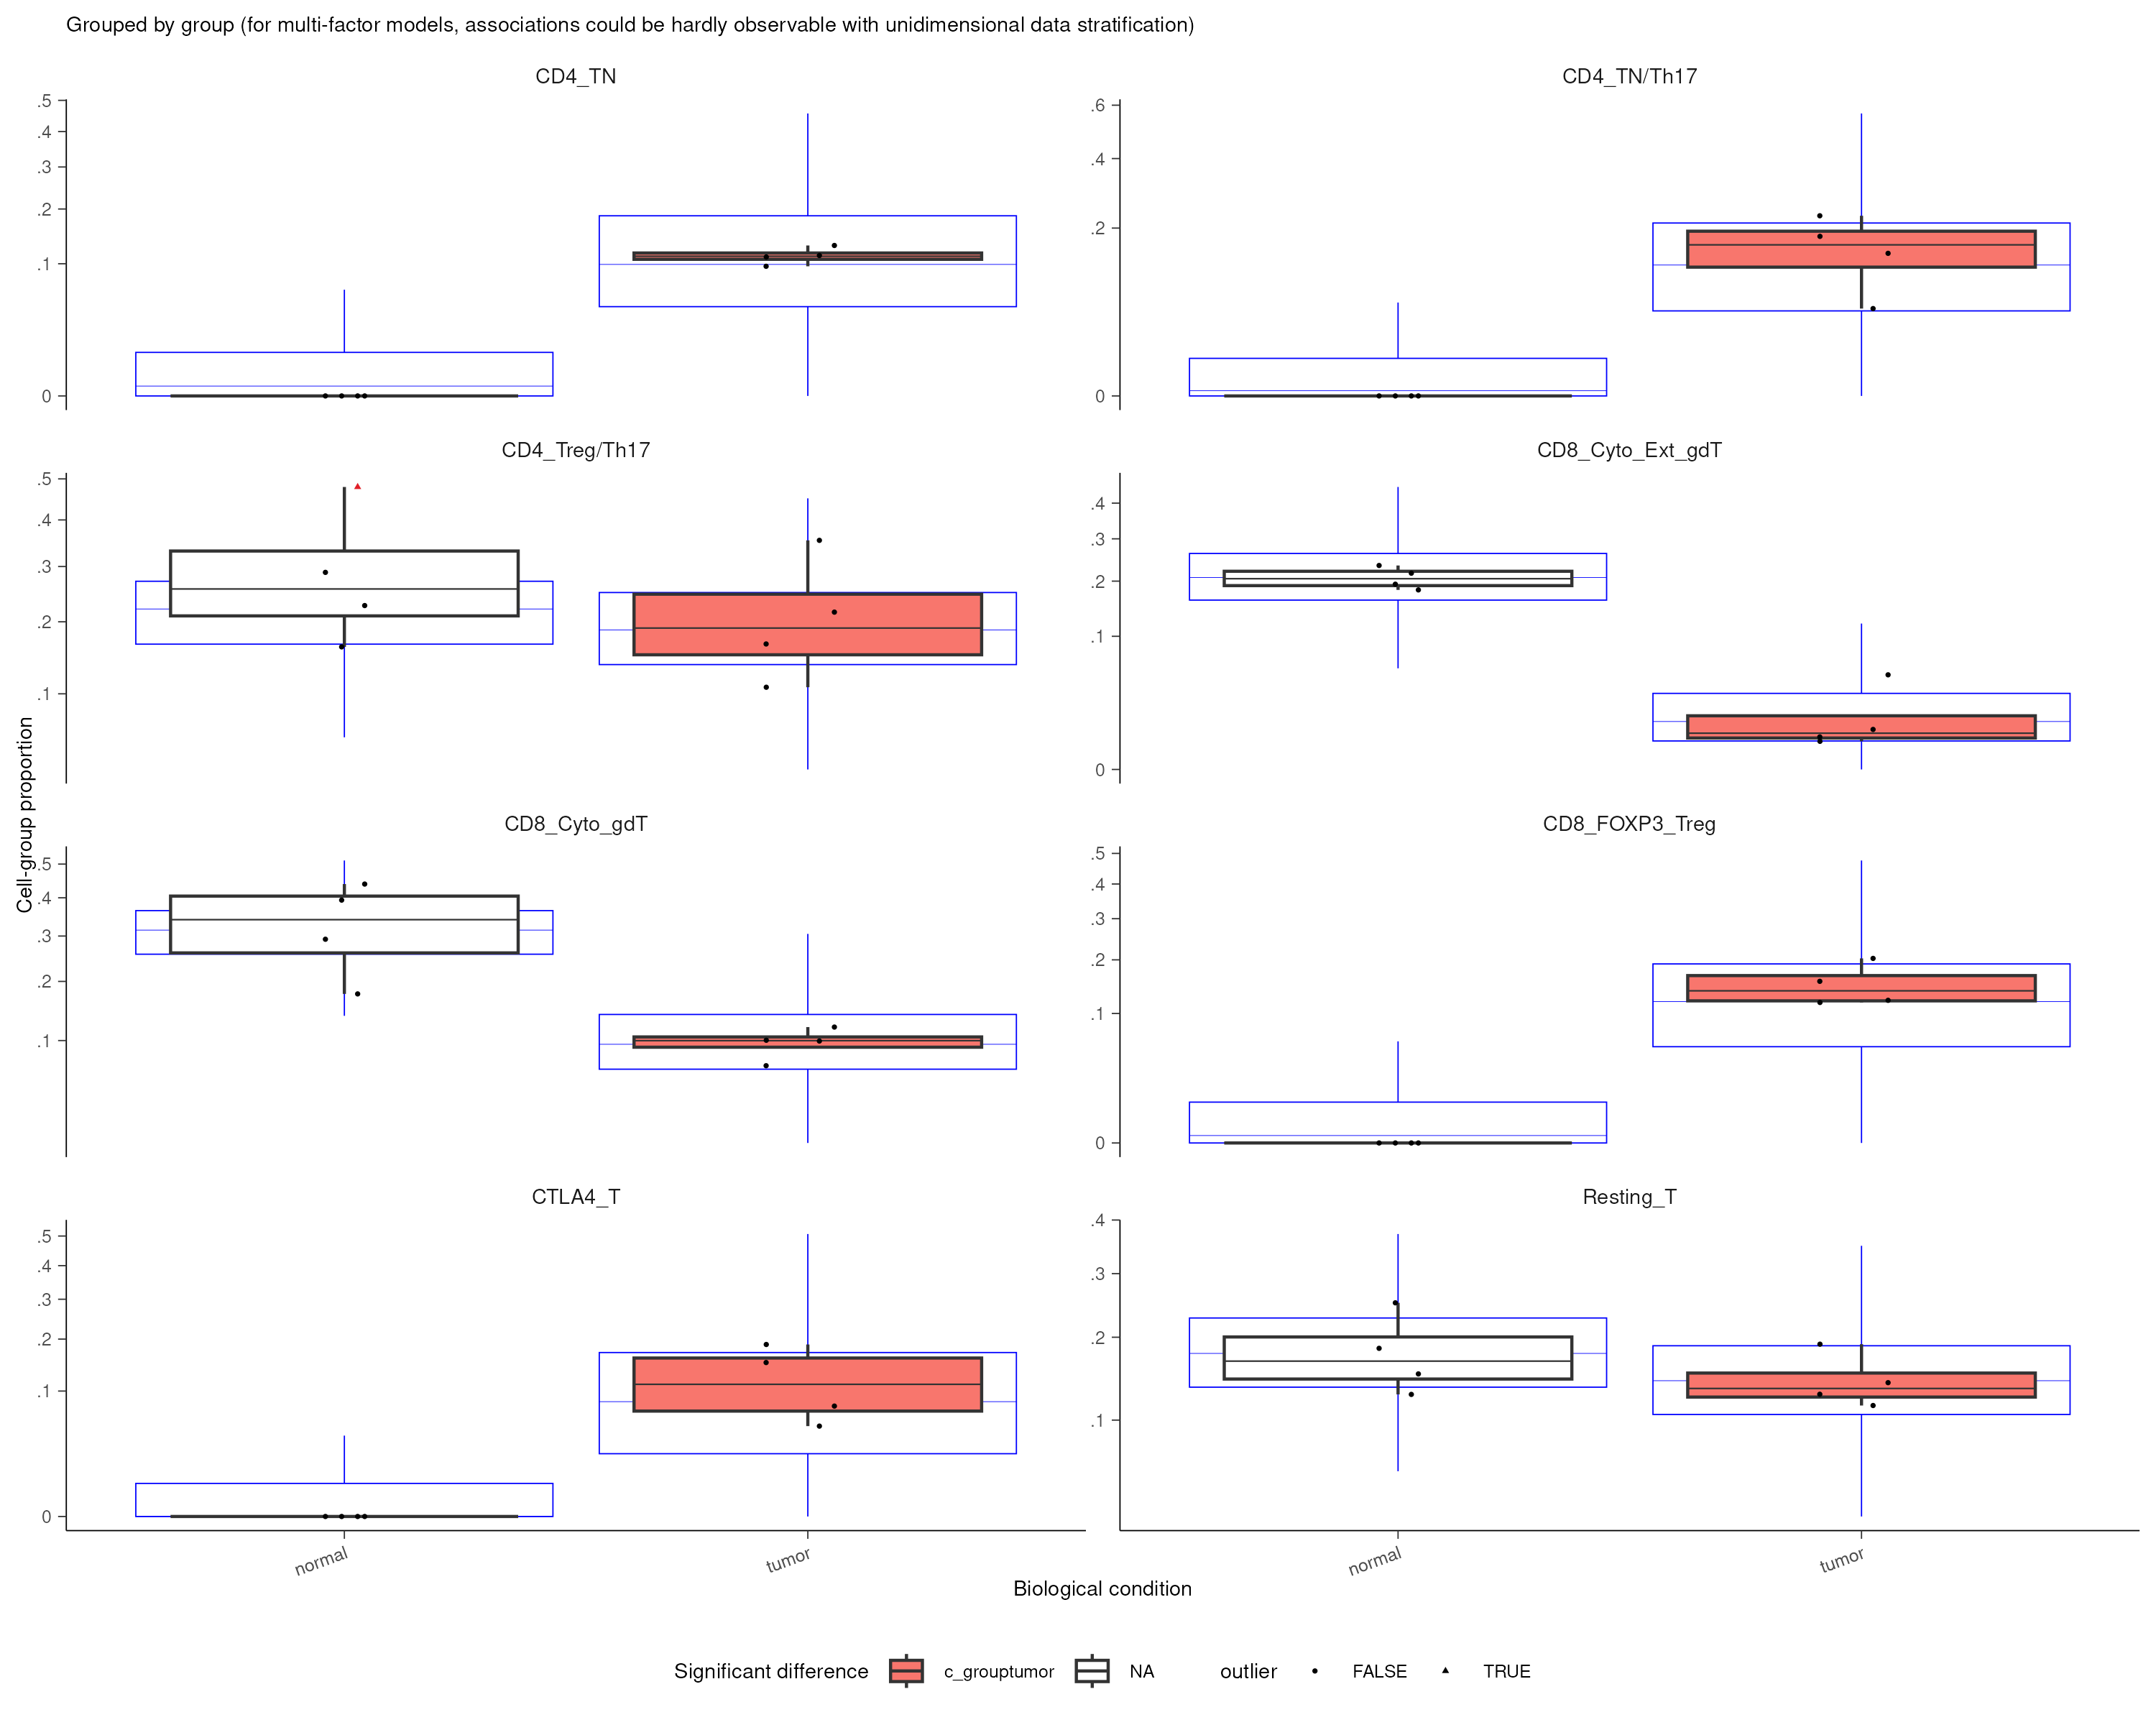 Grouped by group (for multi-factor models, associations could be hardly observable with unidimensional data stratification)
CD4_TN
.5
.4
.3
.2
.1
0
CD4_TN/Th17
.6
.4
.2
0
CD4_Treg/Th17
.5
.4
.3
.2
.1
CD8_Cyto_Ext_gdT
.4
.3
.2
.1
0
CD8_Cyto_gdT
.5
.4
.3
.2
.1
CD8_FOXP3_Treg
.5
.4
.3
.2
.1
0
CTLA4_T
.5
.4
.3
.2
.1
0
normal
tumor
Resting_T
.4
.3
.2
.1
normal
tumor
Cell-group proportion
Biological condition
Significant difference c_grouptumor NA outlier FALSE TRUE